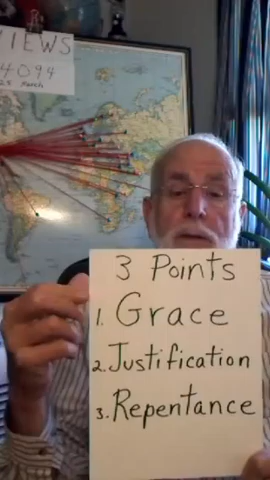 VIEWS
4094
3 Points
1. Grace
2. Justification
3. Repentance